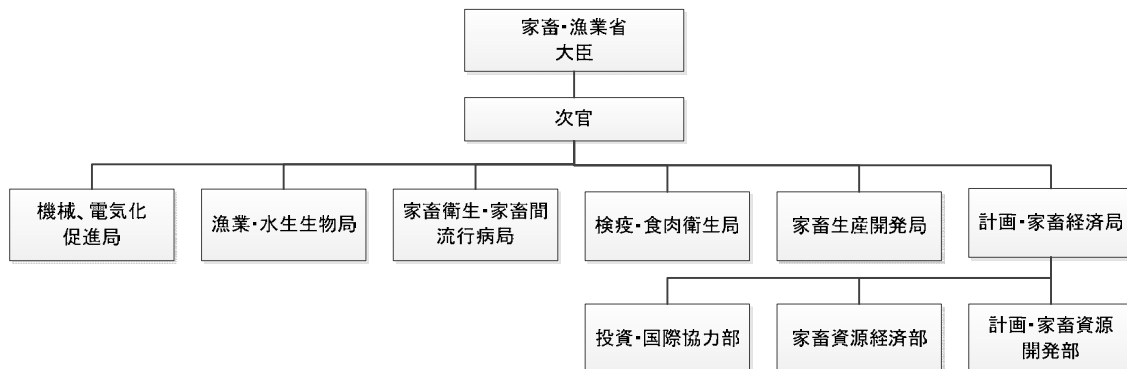 家畜・漁業省
大臣
次官
機械、電気化
促進局
漁業・水生生物局
家畜衛生・家畜間
流行病局
検疫・食肉衛生局
家畜生産開発局
計画・家畜経済局
投資・国際協力部
家畜資源経済部
計画・家畜資源
開発部